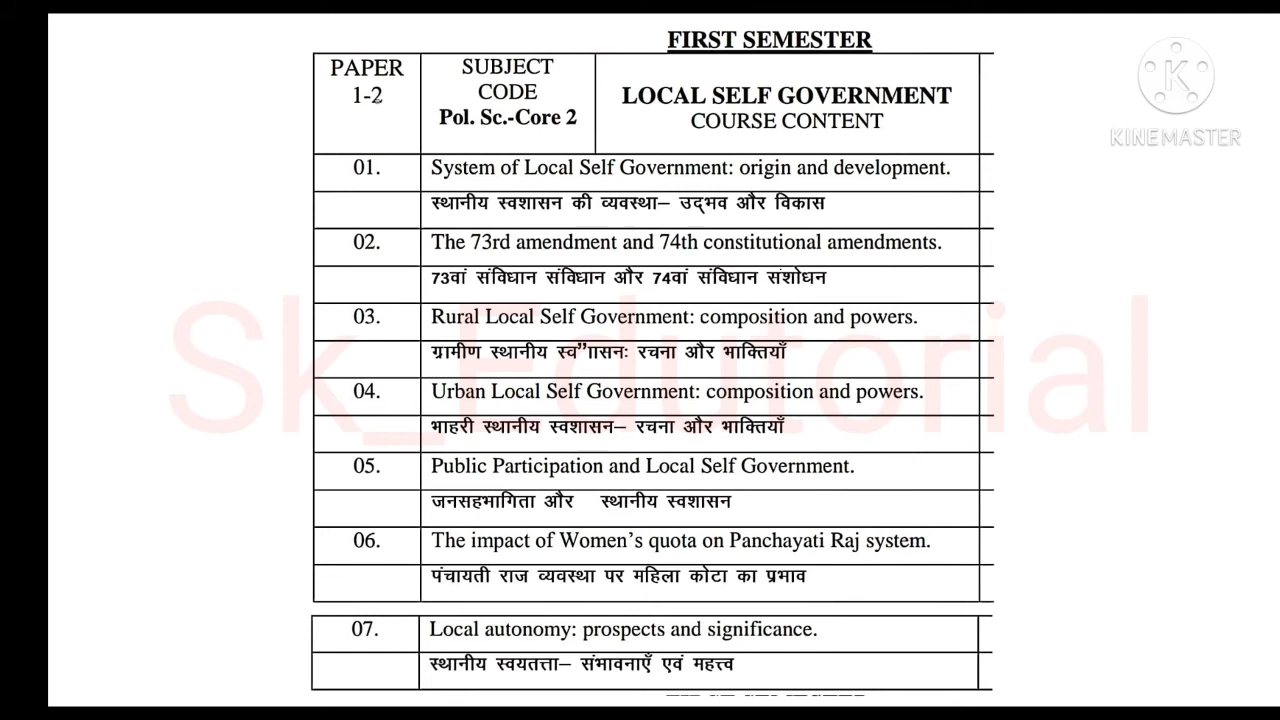 FIRST SEMESTER
PAPER
1-2
SUBJECT
CODE
Pol. Sc.-Core 2
LOCAL SELF GOVERNMENT
COURSE CONTENT
KINEMASTER
01. System of Local Self Government: origin and development.
स्थानीय स्वशासन की व्यवस्था– उद्भव और विकास
02. The 73rd amendment and 74th constitutional amendments.
73वां संविधान संविधान और 74वां संविधान संशोधन
03. Rural Local Self Government: composition and powers.
ग्रामीण स्थानीय स्व”ाासनः रचना और भाक्तियाँ
04. Urban Local Self Government: composition and powers.
भाहरी स्थानीय स्वशासन– रचना और भाक्तियाँ
05. Public Participation and Local Self Government.
जनसहभागिता और स्थानीय स्वशासन
06. The impact of Women’s quota on Panchayati Raj system.
पंचायती राज व्यवस्था पर महिला कोटा का प्रभाव
07. Local autonomy: prospects and significance.
स्थानीय स्वयतत्ता– संभावनाएँ एवं महत्त्व
Sk_Edutorial